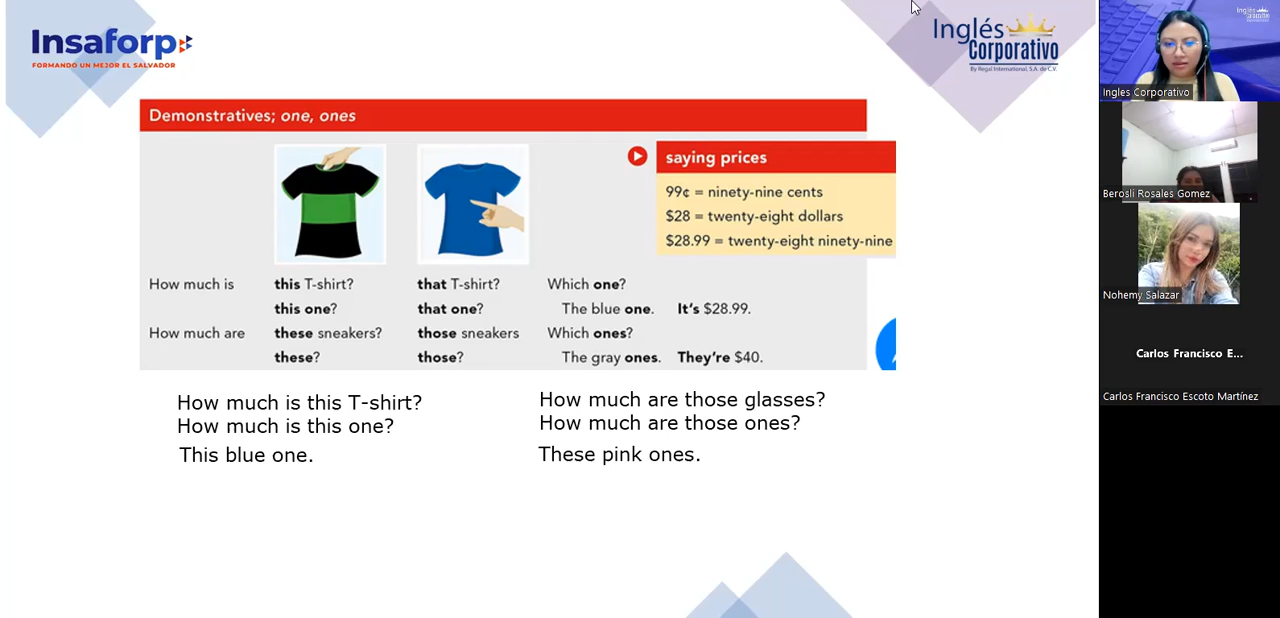 Insaforp
FORMANDO UN MEJOR EL SALVADOR
Inglés
Corporativo
By Regal International, S.A. de C.V.
Demonstratives; one, ones
saying prices
99¢ = ninety-nine cents
$28 = twenty-eight dollars
$28.99 = twenty-eight ninety-nine
How much is this T-shirt? that T-shirt? Which one?
this one? that one? The blue one. It's $28.99.
How much are these sneakers? those sneakers Which ones?
these? those? The gray ones. They're $40.
How much is this T-shirt?
How much is this one?
This blue one.
How much are those glasses?
How much are those ones?
These pink ones.
Inglés
Ingles Corporativo
Berosli Rosales Gomez
Nohemy Salazar
Carlos Francisco E...
Carlos Francisco Escoto Martínez